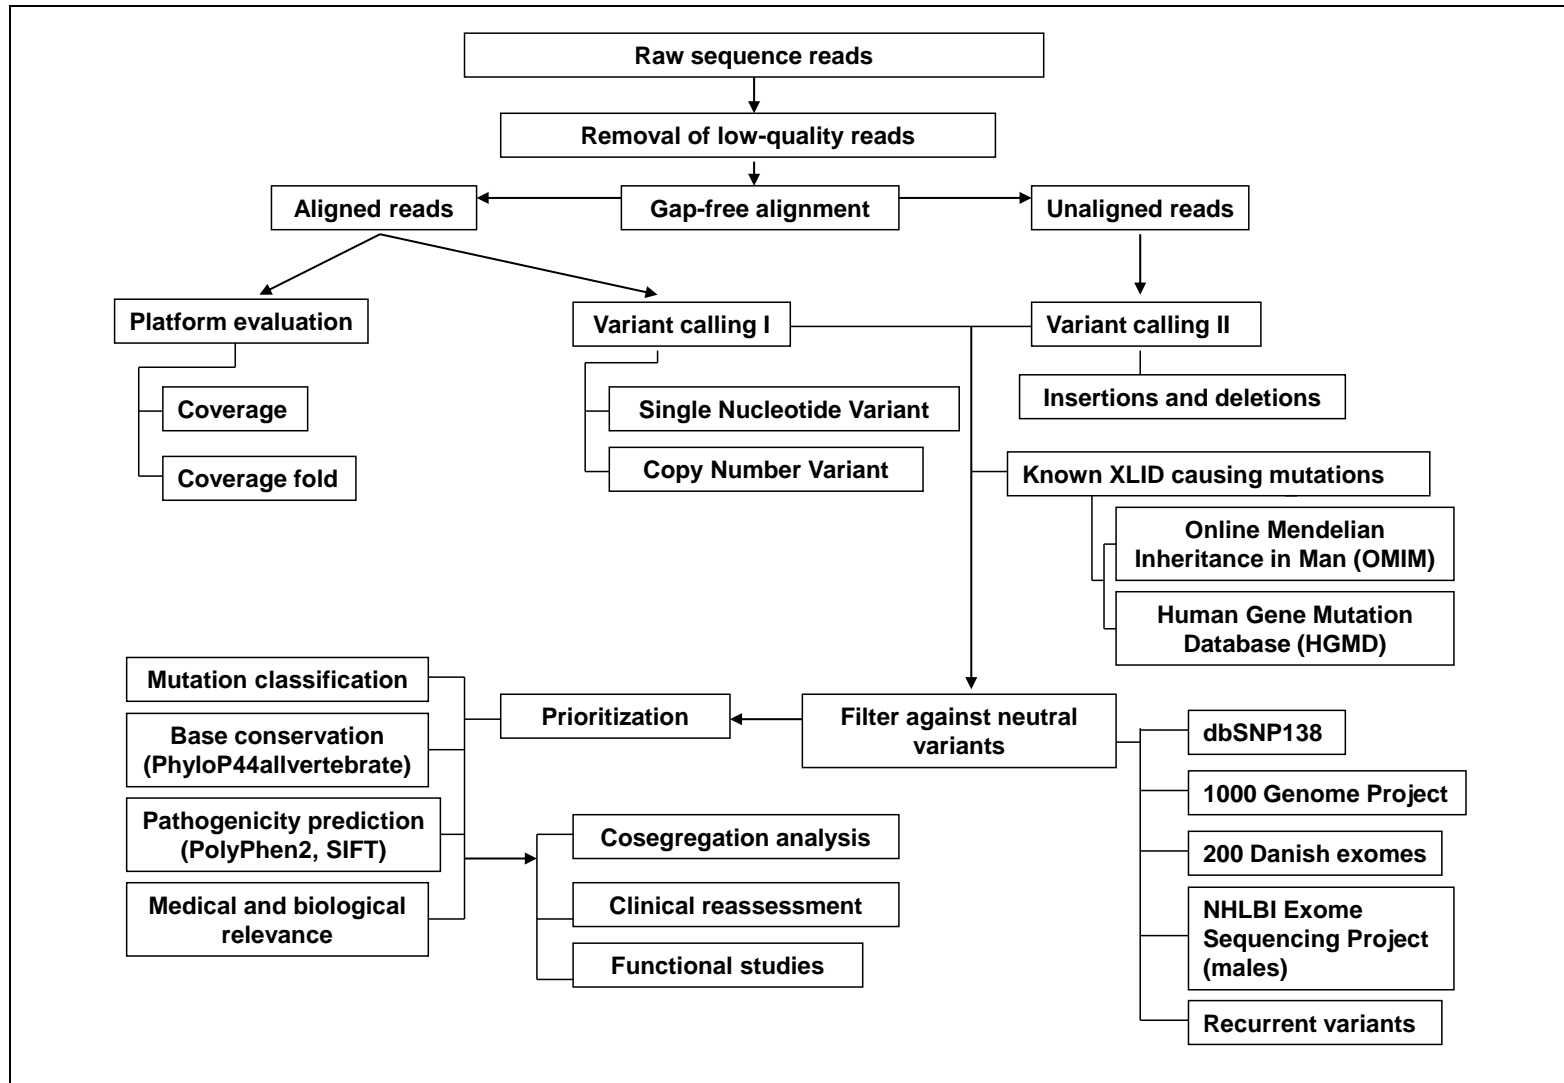 Raw sequence reads
Removal of low-quality reads
Aligned reads
Gap-free alignment
Unaligned reads
Platform evaluation
Variant calling I
Variant calling II
Coverage
Coverage fold
Single Nucleotide Variant
Copy Number Variant
Insertions and deletions
Known XLID causing mutations
Online Mendelian
Inheritance in Man (OMIM)
Human Gene Mutation
Database (HGMD)
Mutation classification
Base conservation
(PhyloP44allvertebrate)
Pathogenicity prediction
(PolyPhen2, SIFT)
Medical and biological
relevance
Prioritization
Filter against neutral
variants
Cosegregation analysis
Clinical reassessment
Functional studies
dbSNP138
1000 Genome Project
200 Danish exomes
NHLBI Exome
Sequencing Project
(males)
Recurrent variants